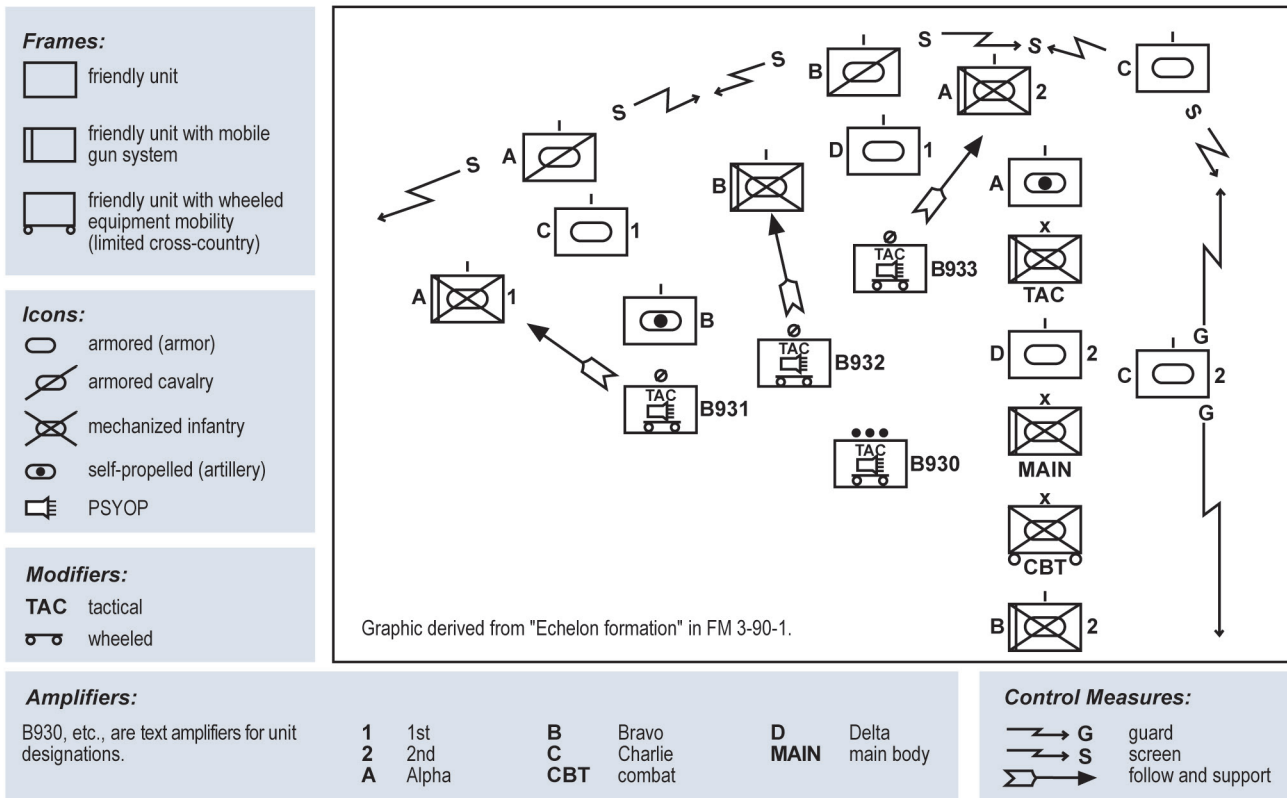 Frames:
friendly unit
friendly unit with mobile
gun system
friendly unit with wheeled
equipment mobility
(limited cross-country)
Icons:
armored (armor)
armored cavalry
mechanized infantry
self-propelled (artillery)
PSYOP
Modifiers:
TAC tactical
wheeled
S
S
S
S
S
S
B
A 2
C
A
D 1
B
A
C 1
TAC B933
X
TAC
A 1
B
G
TAC B932
D 2
C 2
TAC B931
X
MAIN
G
TAC B930
X
CBT
B 2
Graphic derived from "Echelon formation" in FM 3-90-1.
Amplifiers:
B930, etc., are text amplifiers for unit
designations.
1 1st
2 2nd
A Alpha
B Bravo
C Charlie
CBT combat
D Delta
MAIN main body
Control Measures:
G guard
S screen
follow and support